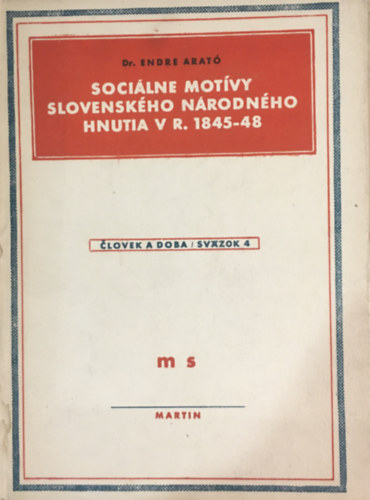 Dr. ENDRE ARATÓ
SOCIÁLNE MOTÍVY
SLOVENSKÉHO NÁRODNÉHO
HNUTIA V R. 1845-48
ČLOVEK A DOBA / SVÄZOK 4
m s
MARTIN